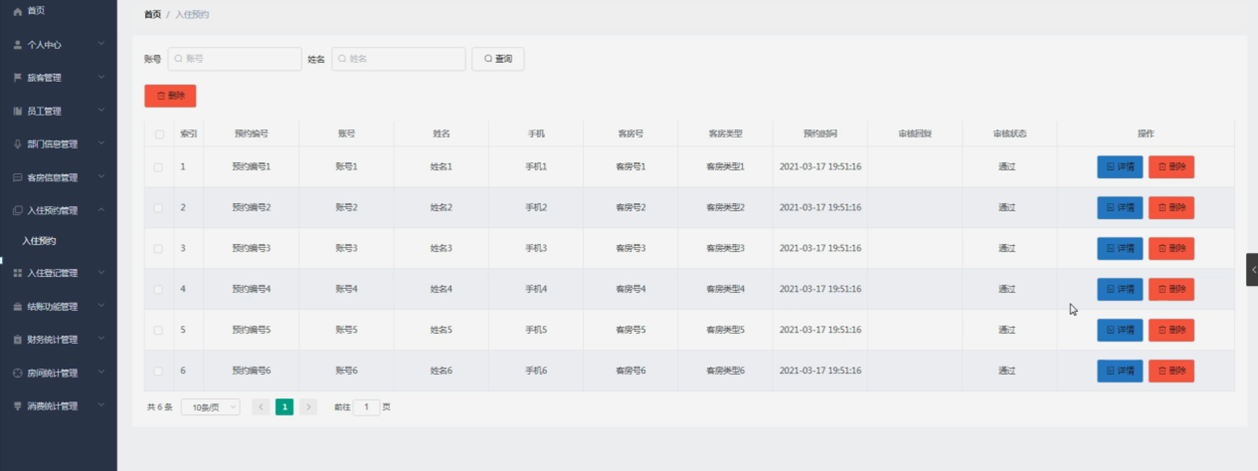 首页
个人中心
旅客管理
员工管理
部门信息管理
客房信息管理
入住预约管理
入住预约
入住登记管理
结账功能管理
财务统计管理
房间统计管理
消费统计管理
首页 / 入住预约
账号 账号 姓名 姓名 查询
删除
索引 预约编号 账号 姓名 手机 客房号 客房类型 预约时间 审核回复 审核状态 操作
1 预约编号1 账号1 姓名1 手机1 客房号1 客房类型1 2021-03-17 19:51:16 通过 详情 删除
2 预约编号2 账号2 姓名2 手机2 客房号2 客房类型2 2021-03-17 19:51:16 通过 详情 删除
3 预约编号3 账号3 姓名3 手机3 客房号3 客房类型3 2021-03-17 19:51:16 通过 详情 删除
4 预约编号4 账号4 姓名4 手机4 客房号4 客房类型4 2021-03-17 19:51:16 通过 详情 删除
5 预约编号5 账号5 姓名5 手机5 客房号5 客房类型5 2021-03-17 19:51:16 通过 详情 删除
6 预约编号6 账号6 姓名6 手机6 客房号6 客房类型6 2021-03-17 19:51:16 通过 详情 删除
共 6 条 10条/页 1 前往 1 页